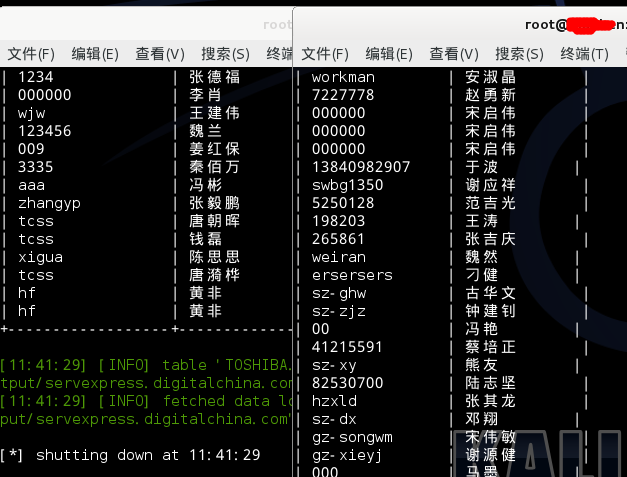 root
文件(F) 编辑(E) 查看(V) 搜索(S) 终端
| 1234 | 张德福
| 000000 | 李肖
| wjw | 王建伟
| 123456 | 魏兰
| 009 | 姜红保
| 3335 | 秦佰万
| aaa | 冯彬
| zhangyp | 张毅鹏
| tcss | 唐朝晖
| tcss | 钱磊
| xigua | 陈思思
| tcss | 唐漪桦
| hf | 黄非
| hf | 黄非
+-----------------+------------
[11:41:29] [INFO] table 'TOSHIBA.
tput/servexpress.digitalchina.com
[11:41:29] [INFO] fetched data lo
put/servexpress.digitalchina.com'
[*] shutting down at 11:41:29
root@
文件(F) 编辑(E) 查看(V) 搜索(S) 终端(T)
| workman | 安淑晶 |
| 7227778 | 赵勇新 |
| 000000 | 宋启伟 |
| 000000 | 宋启伟 |
| 000000 | 宋启伟 |
| 13840982907 | 于波 |
| swbg1350 | 谢应祥 |
| 5250128 | 范吉光 |
| 198203 | 王涛 |
| 265861 | 张吉庆 |
| weiran | 魏然 |
| ersersers | 刁健 |
| sz-ghw | 古华文 |
| sz-zjz | 钟建钊 |
| 00 | 冯艳 |
| 41215591 | 蔡培正 |
| sz-xy | 熊友 |
| 82530700 | 陆志坚 |
| hzxld | 张其龙 |
| sz-dx | 邓翔 |
| gz-songwm | 宋伟敏 |
| gz-xieyj | 谢源健 |
| 000 | 马墨 |
KALI